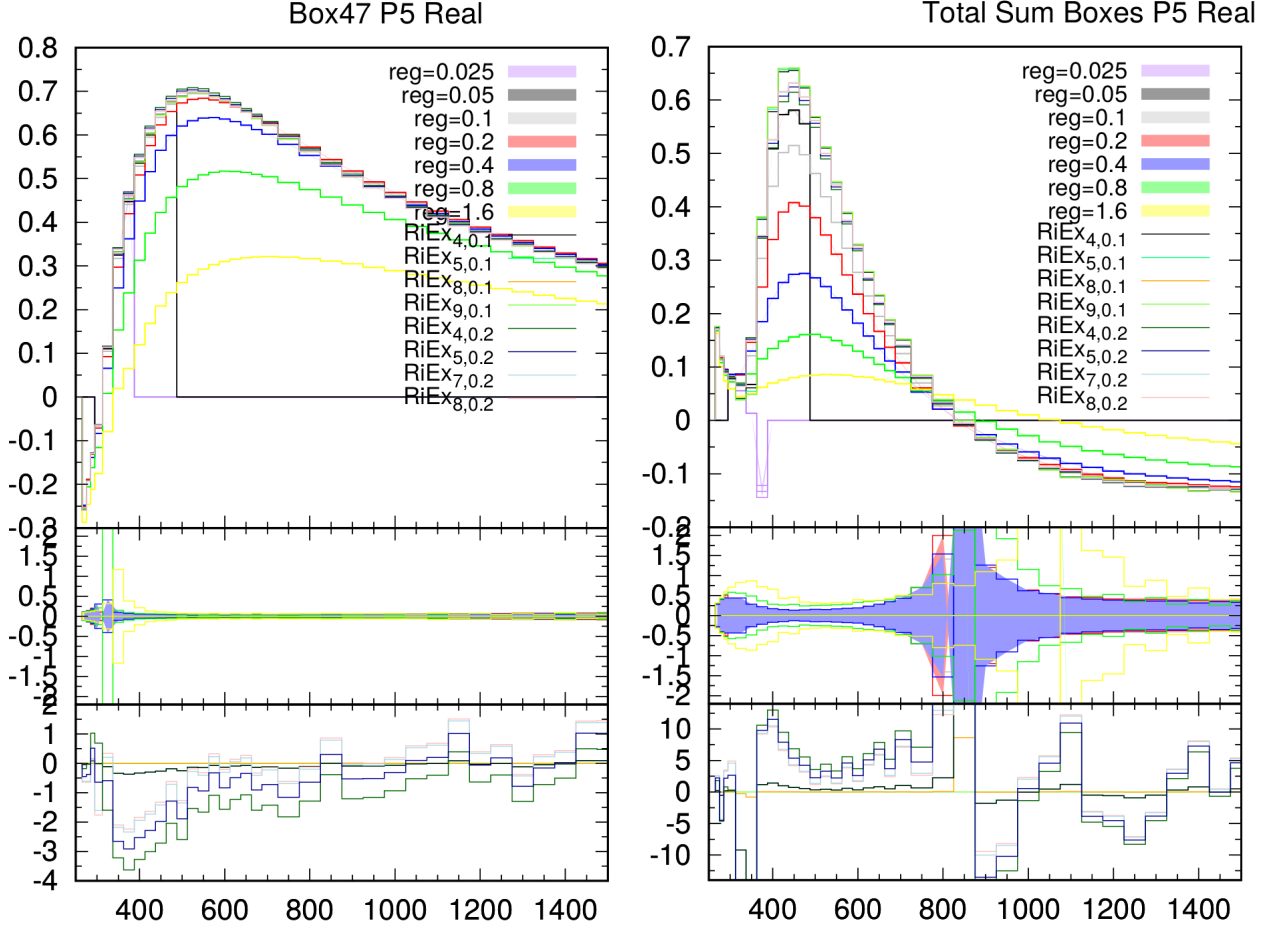 Box47 P5 Real
0.8
0.7
0.6
0.5
0.4
0.3
0.2
0.1
0
-0.1
-0.2
-0.3
reg=0.025
reg=0.05
reg=0.1
reg=0.2
reg=0.4
reg=0.8
reg=1.6
RiEx4,0.1
RiEx5,0.1
RiEx8,0.1
RiEx9,0.1
RiEx4,0.2
RiEx5,0.2
RiEx7,0.2
RiEx8,0.2
2
1.5
1
0.5
0
-0.5
-1
-1.5
-2
2
1
0
-1
-2
-3
-4
400 600 800 1000 1200 1400
Total Sum Boxes P5 Real
0.7
0.6
0.5
0.4
0.3
0.2
0.1
0
-0.1
-0.2
reg=0.025
reg=0.05
reg=0.1
reg=0.2
reg=0.4
reg=0.8
reg=1.6
RiEx4,0.1
RiEx5,0.1
RiEx8,0.1
RiEx9,0.1
RiEx4,0.2
RiEx5,0.2
RiEx7,0.2
RiEx8,0.2
2
1.5
1
0.5
0
-0.5
-1
-1.5
-2
10
5
0
-5
-10
400 600 800 1000 1200 1400